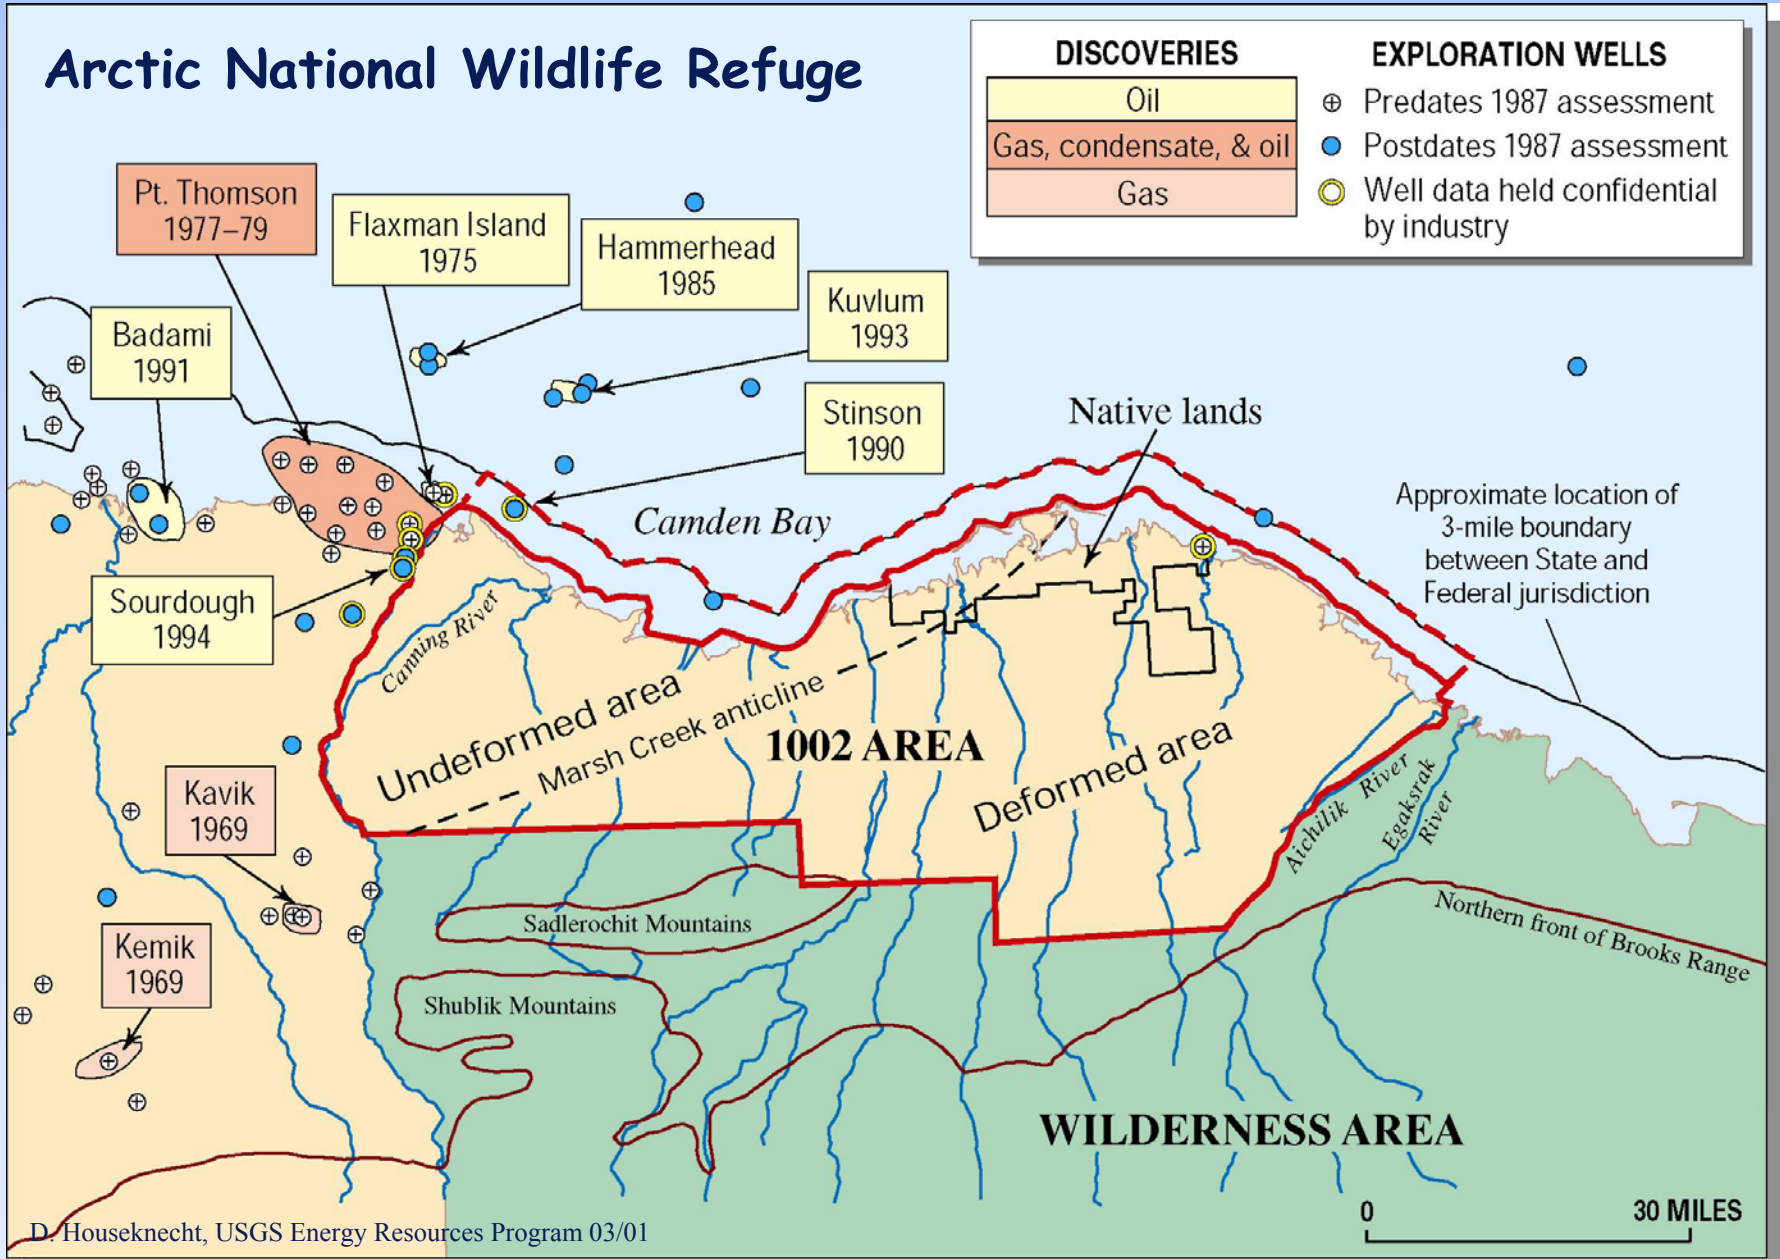 Arctic National Wildlife Refuge
DISCOVERIES
Oil
Gas, condensate, & oil
Gas
EXPLORATION WELLS
Predates 1987 assessment
Postdates 1987 assessment
Well data held confidential
by industry
Pt. Thomson
1977–79
Flaxman Island
1975
Hammerhead
1985
Kuvlum
1993
Badami
1991
Stinson
1990
Native lands
Camden Bay
Approximate location of
3-mile boundary
between State and
Federal jurisdiction
Sourdough
1994
Canning River
Undeformed area
Marsh Creek anticline
1002 AREA
Deformed area
Aichilik River
Egaksrak
River
Kavik
1969
Kemik
1969
Sadlerochit Mountains
Shublik Mountains
Northern front of Brooks Range
WILDERNESS AREA
0 30 MILES
D. Houseknecht, USGS Energy Resources Program 03/01